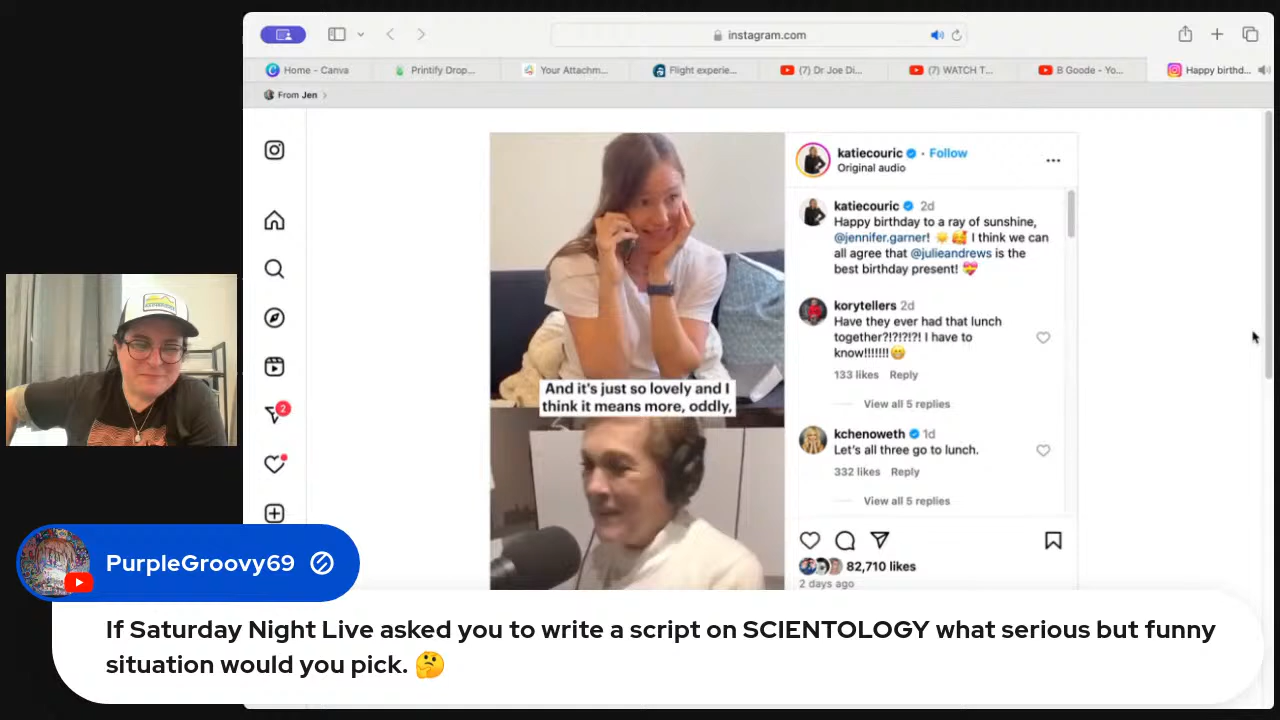 instagram.com
Home - Canva
Printify Drop...
Your Attachm...
Flight experie...
(7) Dr Joe Di...
(7) WATCH T...
B Goode - Yo...
Happy birthd...
From Jen
katiecouric • Follow
Original audio
katiecouric 2d
Happy birthday to a ray of sunshine,
@jennifer.garner! ☀️🥰 I think we can
all agree that @julieandrews is the
best birthday present! 💝
korytellers 2d
Have they ever had that lunch
together?!?!?!?! I have to
know!!!!!!!😁
133 likes Reply
View all 5 replies
kchenoweth 1d
Let's all three go to lunch.
332 likes Reply
View all 5 replies
82,710 likes
2 days ago
And it's just so lovely and I
think it means more, oddly,
2
PurpleGroovy69
If Saturday Night Live asked you to write a script on SCIENTOLOGY what serious but funny
situation would you pick. 🤔